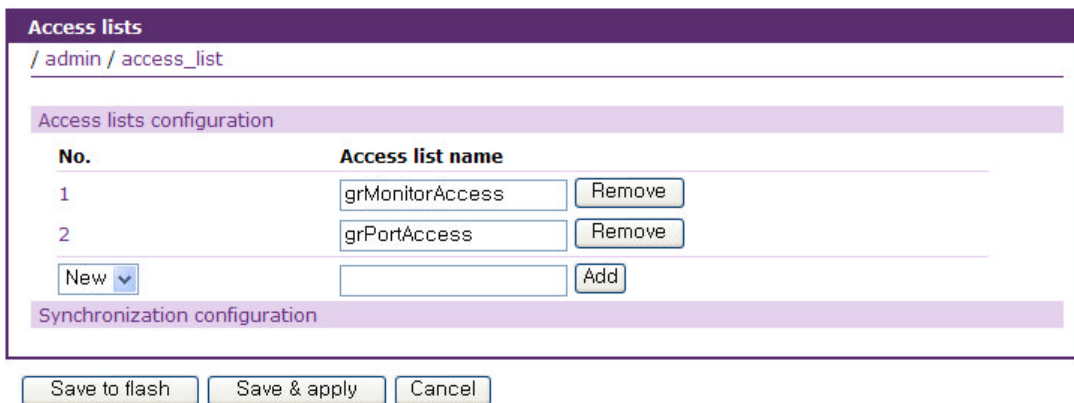 Access lists
/ admin / access_list
Access lists configuration
No. Access list name
1 grMonitorAccess Remove
2 grPortAccess Remove
New Add
Synchronization configuration
Save to flash Save & apply Cancel